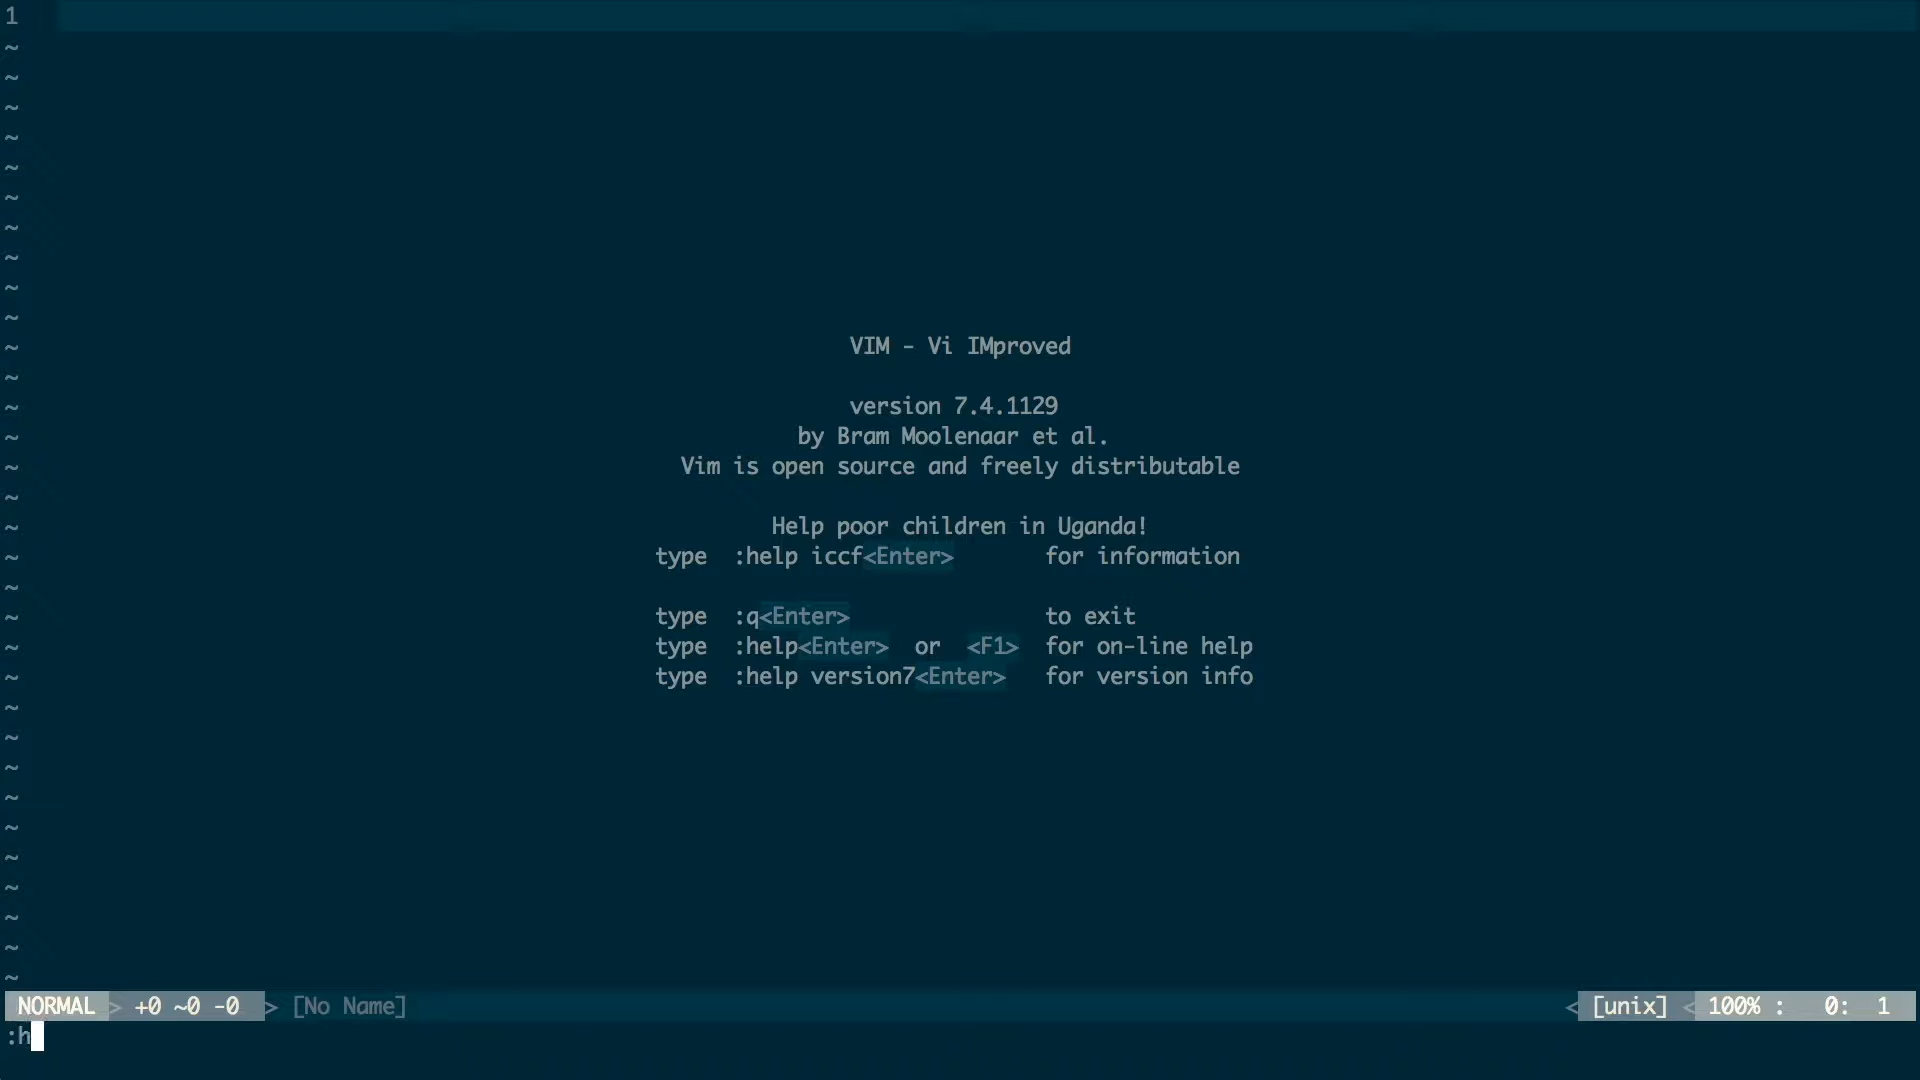 1
~
~
~
~
~
~
~
~
~
~
~ VIM - Vi IMproved
~
~ version 7.4.1129
~ by Bram Moolenaar et al.
~ Vim is open source and freely distributable
~
~ Help poor children in Uganda!
~ type :help iccf<Enter> for information
~
~ type :q<Enter> to exit
~ type :help<Enter> or <F1> for on-line help
~ type :help version7<Enter> for version info
~
~
~
~
~
~
~
~
~
~
NORMAL > +0 ~0 -0 > [No Name] < [unix] < 100% : 0: 1
:h